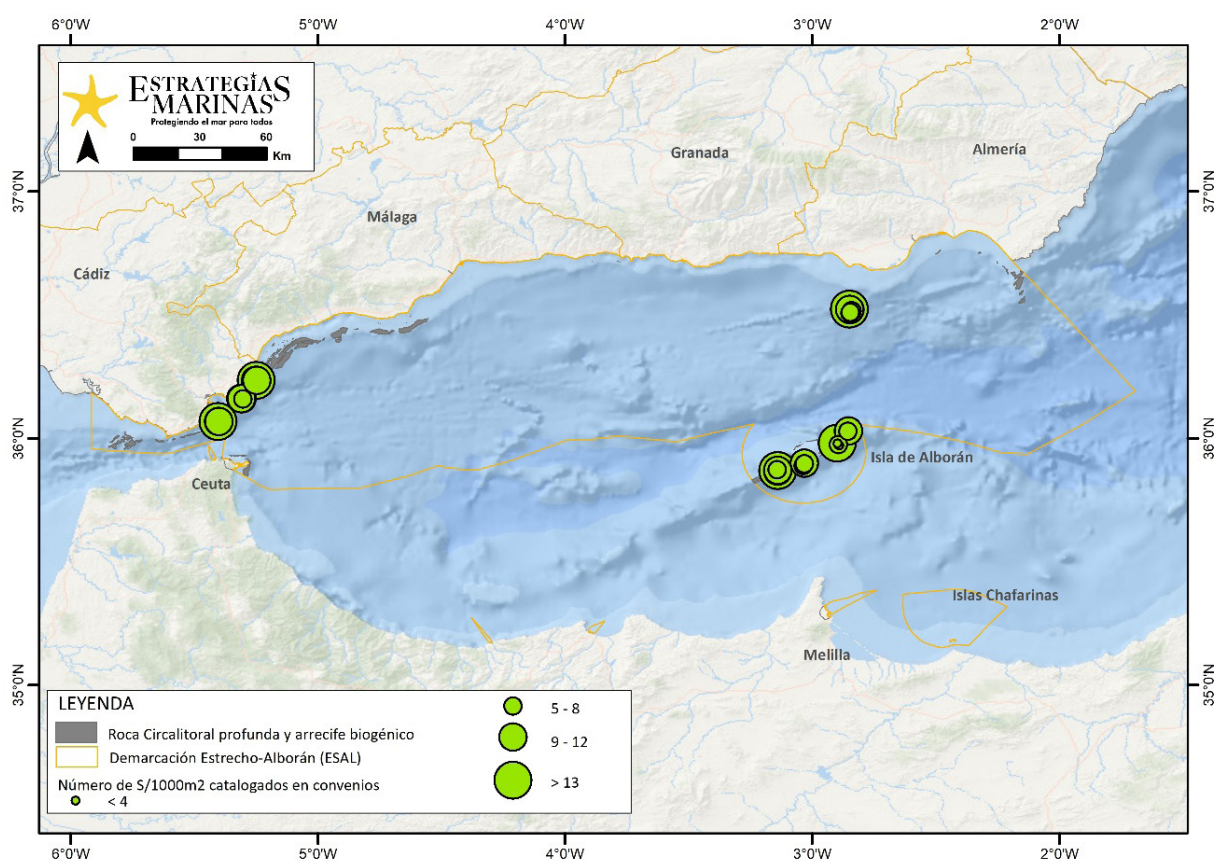 6°0'W 5°0'W 4°0'W 3°0'W 2°0'W
ESTRATEGIAS
MARINAS
Protegiendo el mar para todos
0 30 60
Km
Granada
Almería
37°0'N 37°0'N
Málaga
Cádiz
36°0'N 36°0'N
Isla de Alborán
Ceuta
Islas Chafarinas
Melilla
35°0'N 35°0'N
LEYENDA
Roca Circalitoral profunda y arrecife biogénico
Demarcación Estrecho-Alborán (ESAL)
Número de S/1000m2 catalogados en convenios
< 4
5 - 8
9 - 12
> 13
6°0'W 5°0'W 4°0'W 3°0'W 2°0'W